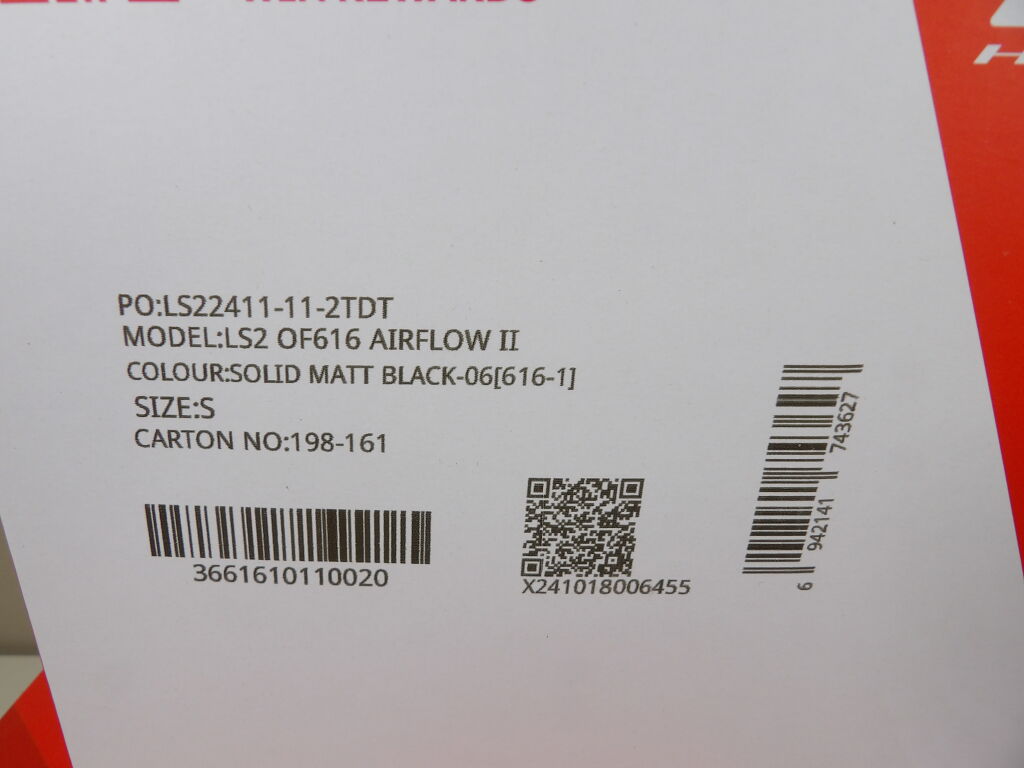 PO:LS22411-11-2TDT
MODEL:LS2 OF616 AIRFLOW II
COLOUR:SOLID MATT BLACK-06[616-1]
SIZE:S
CARTON NO:198-161
3661610110020
X241018006455
6 942141 743627